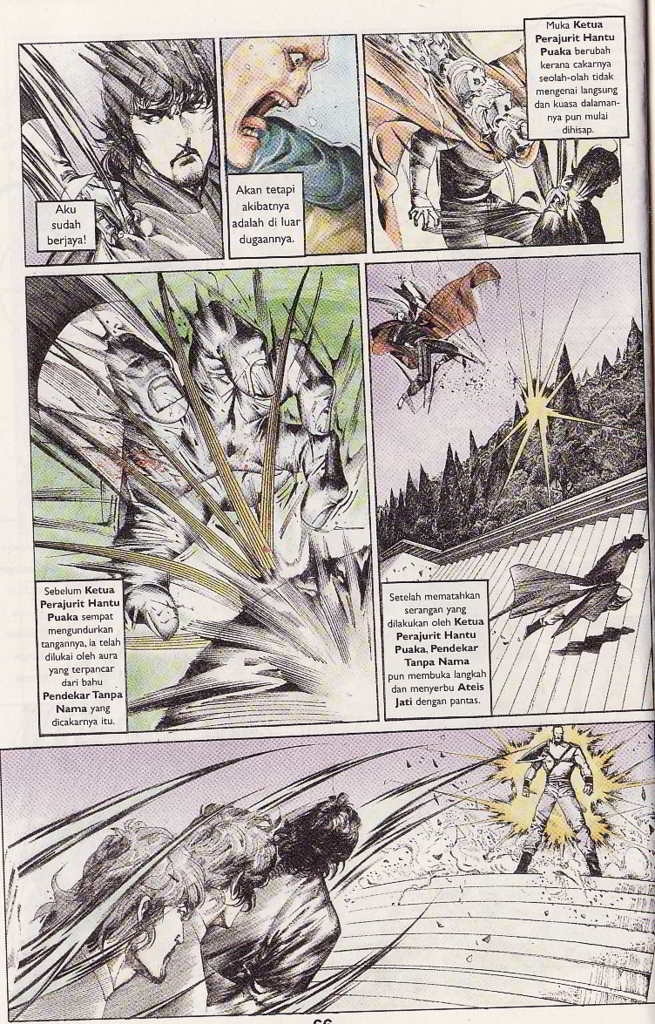 Aku
sudah
berjaya!
Akan tetapi
akibatnya
adalah di luar
dugaannya.
Muka Ketua
Perajurit Hantu
Puaka berubah
kerana cakarnya
seolah-olah tidak
mengenai langsung
dan kuasa dalaman-
nya pun mulai
dihisap.
Sebelum Ketua
Perajurit Hantu
Puaka sempat
mengundurkan
tangannya, ia telah
dilukai oleh aura
yang terpancar
dari bahu
Pendekar Tanpa
Nama yang
dicakarnya itu.
Setelah mematahkan
serangan yang
dilakukan oleh Ketua
Perajurit Hantu
Puaka, Pendekar
Tanpa Nama
pun membuka langkah
dan menyerbu Ateis
Jati dengan pantas.